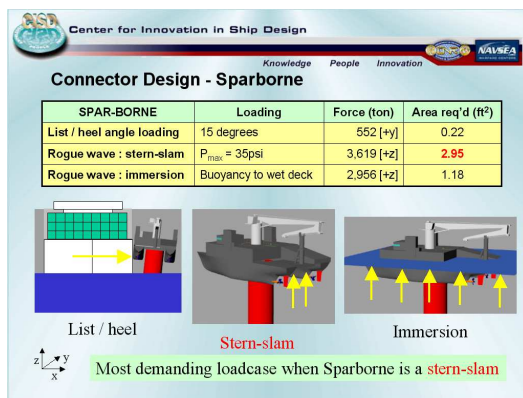 Center for Innovation in Ship Design
NAVSEA
Knowledge People Innovation
Connector Design - Sparborne
SPAR-BORNE Loading Force (ton) Area req'd (ft²)
List / heel angle loading 15 degrees 552 [+y] 0.22
Rogue wave : stern-slam Pmax = 35psi 3,619 [+z] 2.95
Rogue wave : immersion Buoyancy to wet deck 2,956 [+z] 1.18
List / heel
Stern-slam
Immersion
z y
x
Most demanding loadcase when Sparborne is a stern-slam